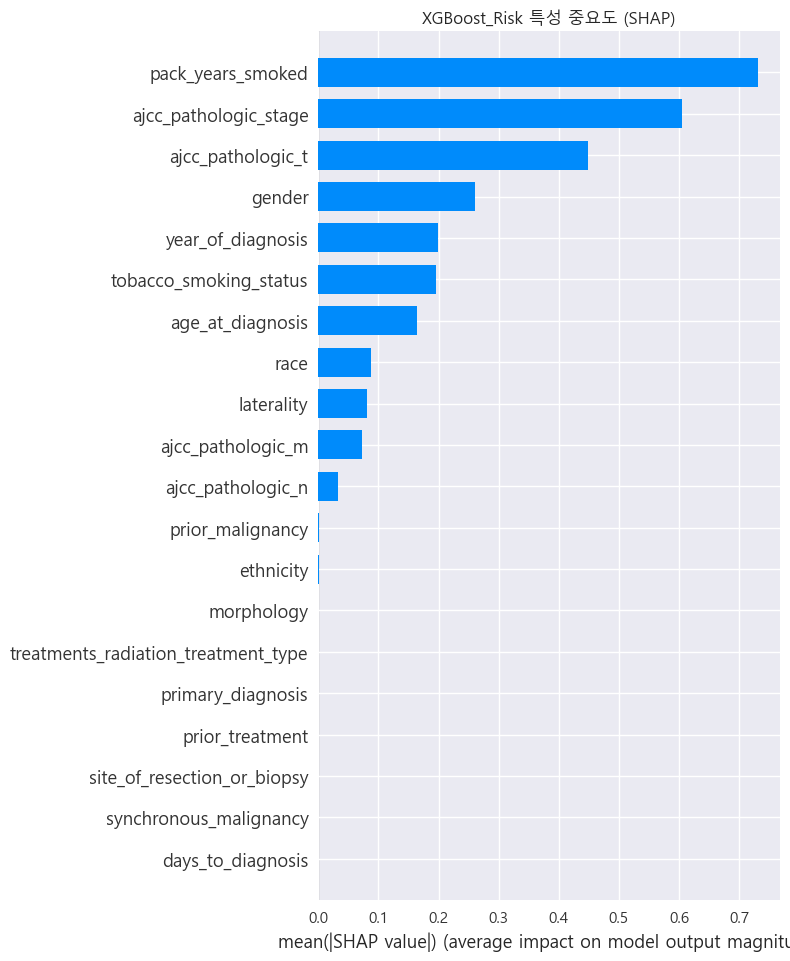 XGBoost_Risk 특성 중요도 (SHAP)
pack_years_smoked
ajcc_pathologic_stage
ajcc_pathologic_t
gender
year_of_diagnosis
tobacco_smoking_status
age_at_diagnosis
race
laterality
ajcc_pathologic_m
ajcc_pathologic_n
prior_malignancy
ethnicity
morphology
treatments_radiation_treatment_type
primary_diagnosis
prior_treatment
site_of_resection_or_biopsy
synchronous_malignancy
days_to_diagnosis
0.0 0.1 0.2 0.3 0.4 0.5 0.6 0.7
mean(|SHAP value|) (average impact on model output magnitu